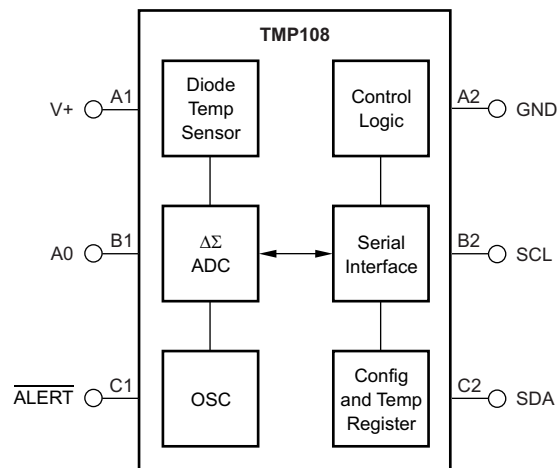 TMP108
Diode
Temp
Sensor
Control
Logic
V+
A1
A2
GND
A0
B1
ΔΣ
ADC
Serial
Interface
B2
SCL
ALERT
C1
OSC
Config
and Temp
Register
C2
SDA